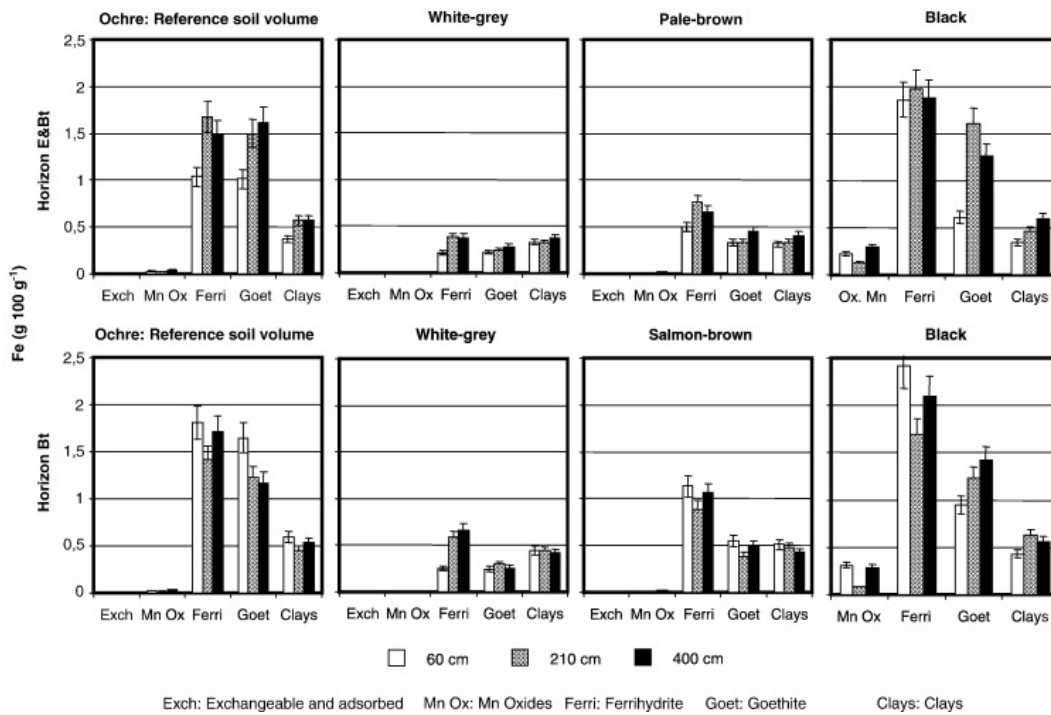 Ochre: Reference soil volume White-grey Pale-brown Black
Fe (g 100 g⁻¹)
Horizon E&Bt
2,5
2
1,5
1
0,5
0
Exch Mn Ox Ferri Goet Clays
Exch Mn Ox Ferri Goet Clays
Exch Mn Ox Ferri Goet Clays
Ox. Mn Ferri Goet Clays
Ochre: Reference soil volume White-grey Salmon-brown Black
Horizon Bt
2,5
2
1,5
1
0,5
0
Exch Mn Ox Ferri Goet Clays
Exch Mn Ox Ferri Goet Clays
Exch Mn Ox Ferri Goet Clays
Mn Ox Ferri Goet Clays
60 cm 210 cm 400 cm
Exch: Exchangeable and adsorbed Mn Ox: Mn Oxides Ferri: Ferrihydrite Goet: Goethite Clays: Clays